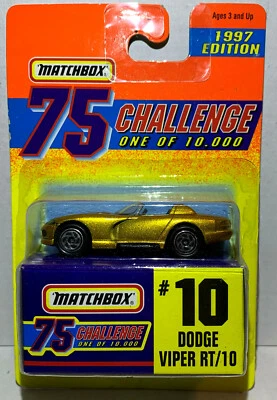 Ages 3 and Up
1997
EDITION
MATCHBOX
75 CHALLENGE
ONE OF 10,000
MATCHBOX
75 CHALLENGE
ONE OF 10,000
#10
DODGE
VIPER RT/10